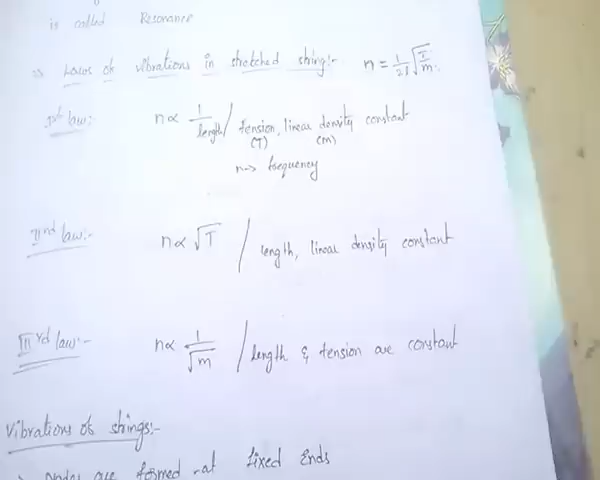 is called Resonance
⇒ Laws of vibrations in stretched string:- n = 1/2l √T/m.
Ist law:- n ∝ 1/length / tension, linear density constant
(T) (m)
n→ frequency
IInd law:- n ∝ √T / length, linear density constant
IIIrd law:- n ∝ 1/√m / length & tension are constant
Vibrations of strings:-
→ nodes are formed at fixed Ends